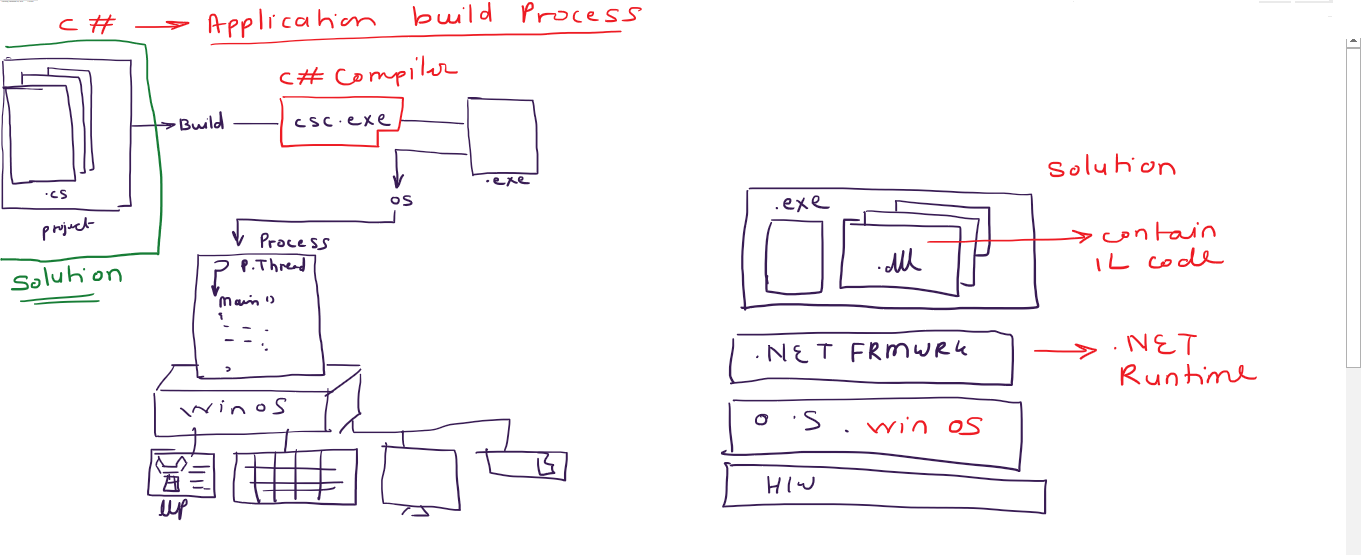 C# → Application build Process
C# Compiler
Build
csc.exe
.cs
project
.exe
OS
Solution
Process
P.Thread
Main()
Win OS
MP
Solution
.exe
.dll
contain
IL code
.NET FRMWRK
.NET
Runtime
O.S. win OS
H/W